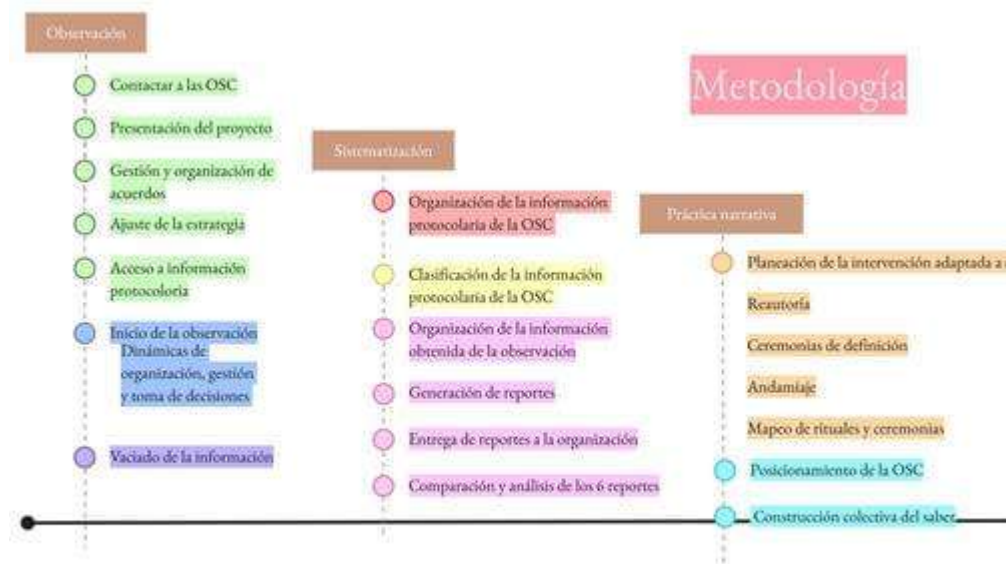 Observación
Contactar a las OSC
Presentación del proyecto
Gestión y organización de
acuerdos
Ajuste de la estrategia
Acceso a información
protocoloria
Inicio de la observación
Dinámicas de
organización, gestión
y toma de decisiones
Vaciado de la información
Metodología
Sistematización
Organización de la información
protocolaria de la OSC
Clasificación de la información
protocolaria de la OSC
Organización de la información
obtenida de la observación
Generación de reportes
Entrega de reportes a la organización
Comparación y análisis de los 6 reportes
Práctica narrativa
Planeación de la intervención adaptada a
Reautoría
Ceremonias de definición
Andamiaje
Mapeo de rituales y ceremonias
Posicionamiento de la OSC
Construcción colectiva del saber